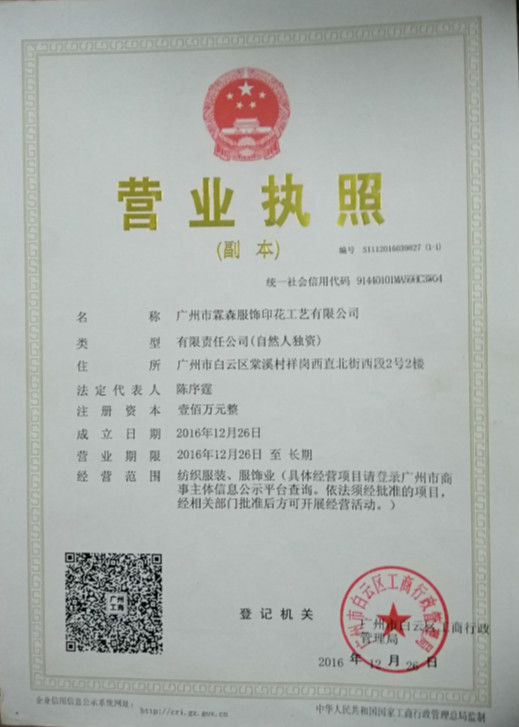 营业执照
(副 本)
编号 S1112016039827 (1-1)
统一社会信用代码 91440101MA59HC3WG4
名 称 广州市霖森服饰印花工艺有限公司
类 型 有限责任公司(自然人独资)
住 所 广州市白云区棠溪村祥岗西直北街西段2号2楼
法定代表人 陈序霆
注册资本 壹佰万元整
成立日期 2016年12月26日
营业期限 2016年12月26日 至 长期
经营范围 纺织服装、服饰业（具体经营项目请登录广州市商
事主体信息公示平台查询。依法须经批准的项目，
经相关部门批准后方可开展经营活动。）
广州
工商
登记机关
广州市白云区工商行政管理局
广州市白云区工商行政
管理局
2016 年 12 月 26 日
企业信用信息公示系统网址：
http://cri.gz.gov.cn
中华人民共和国国家工商行政管理总局监制